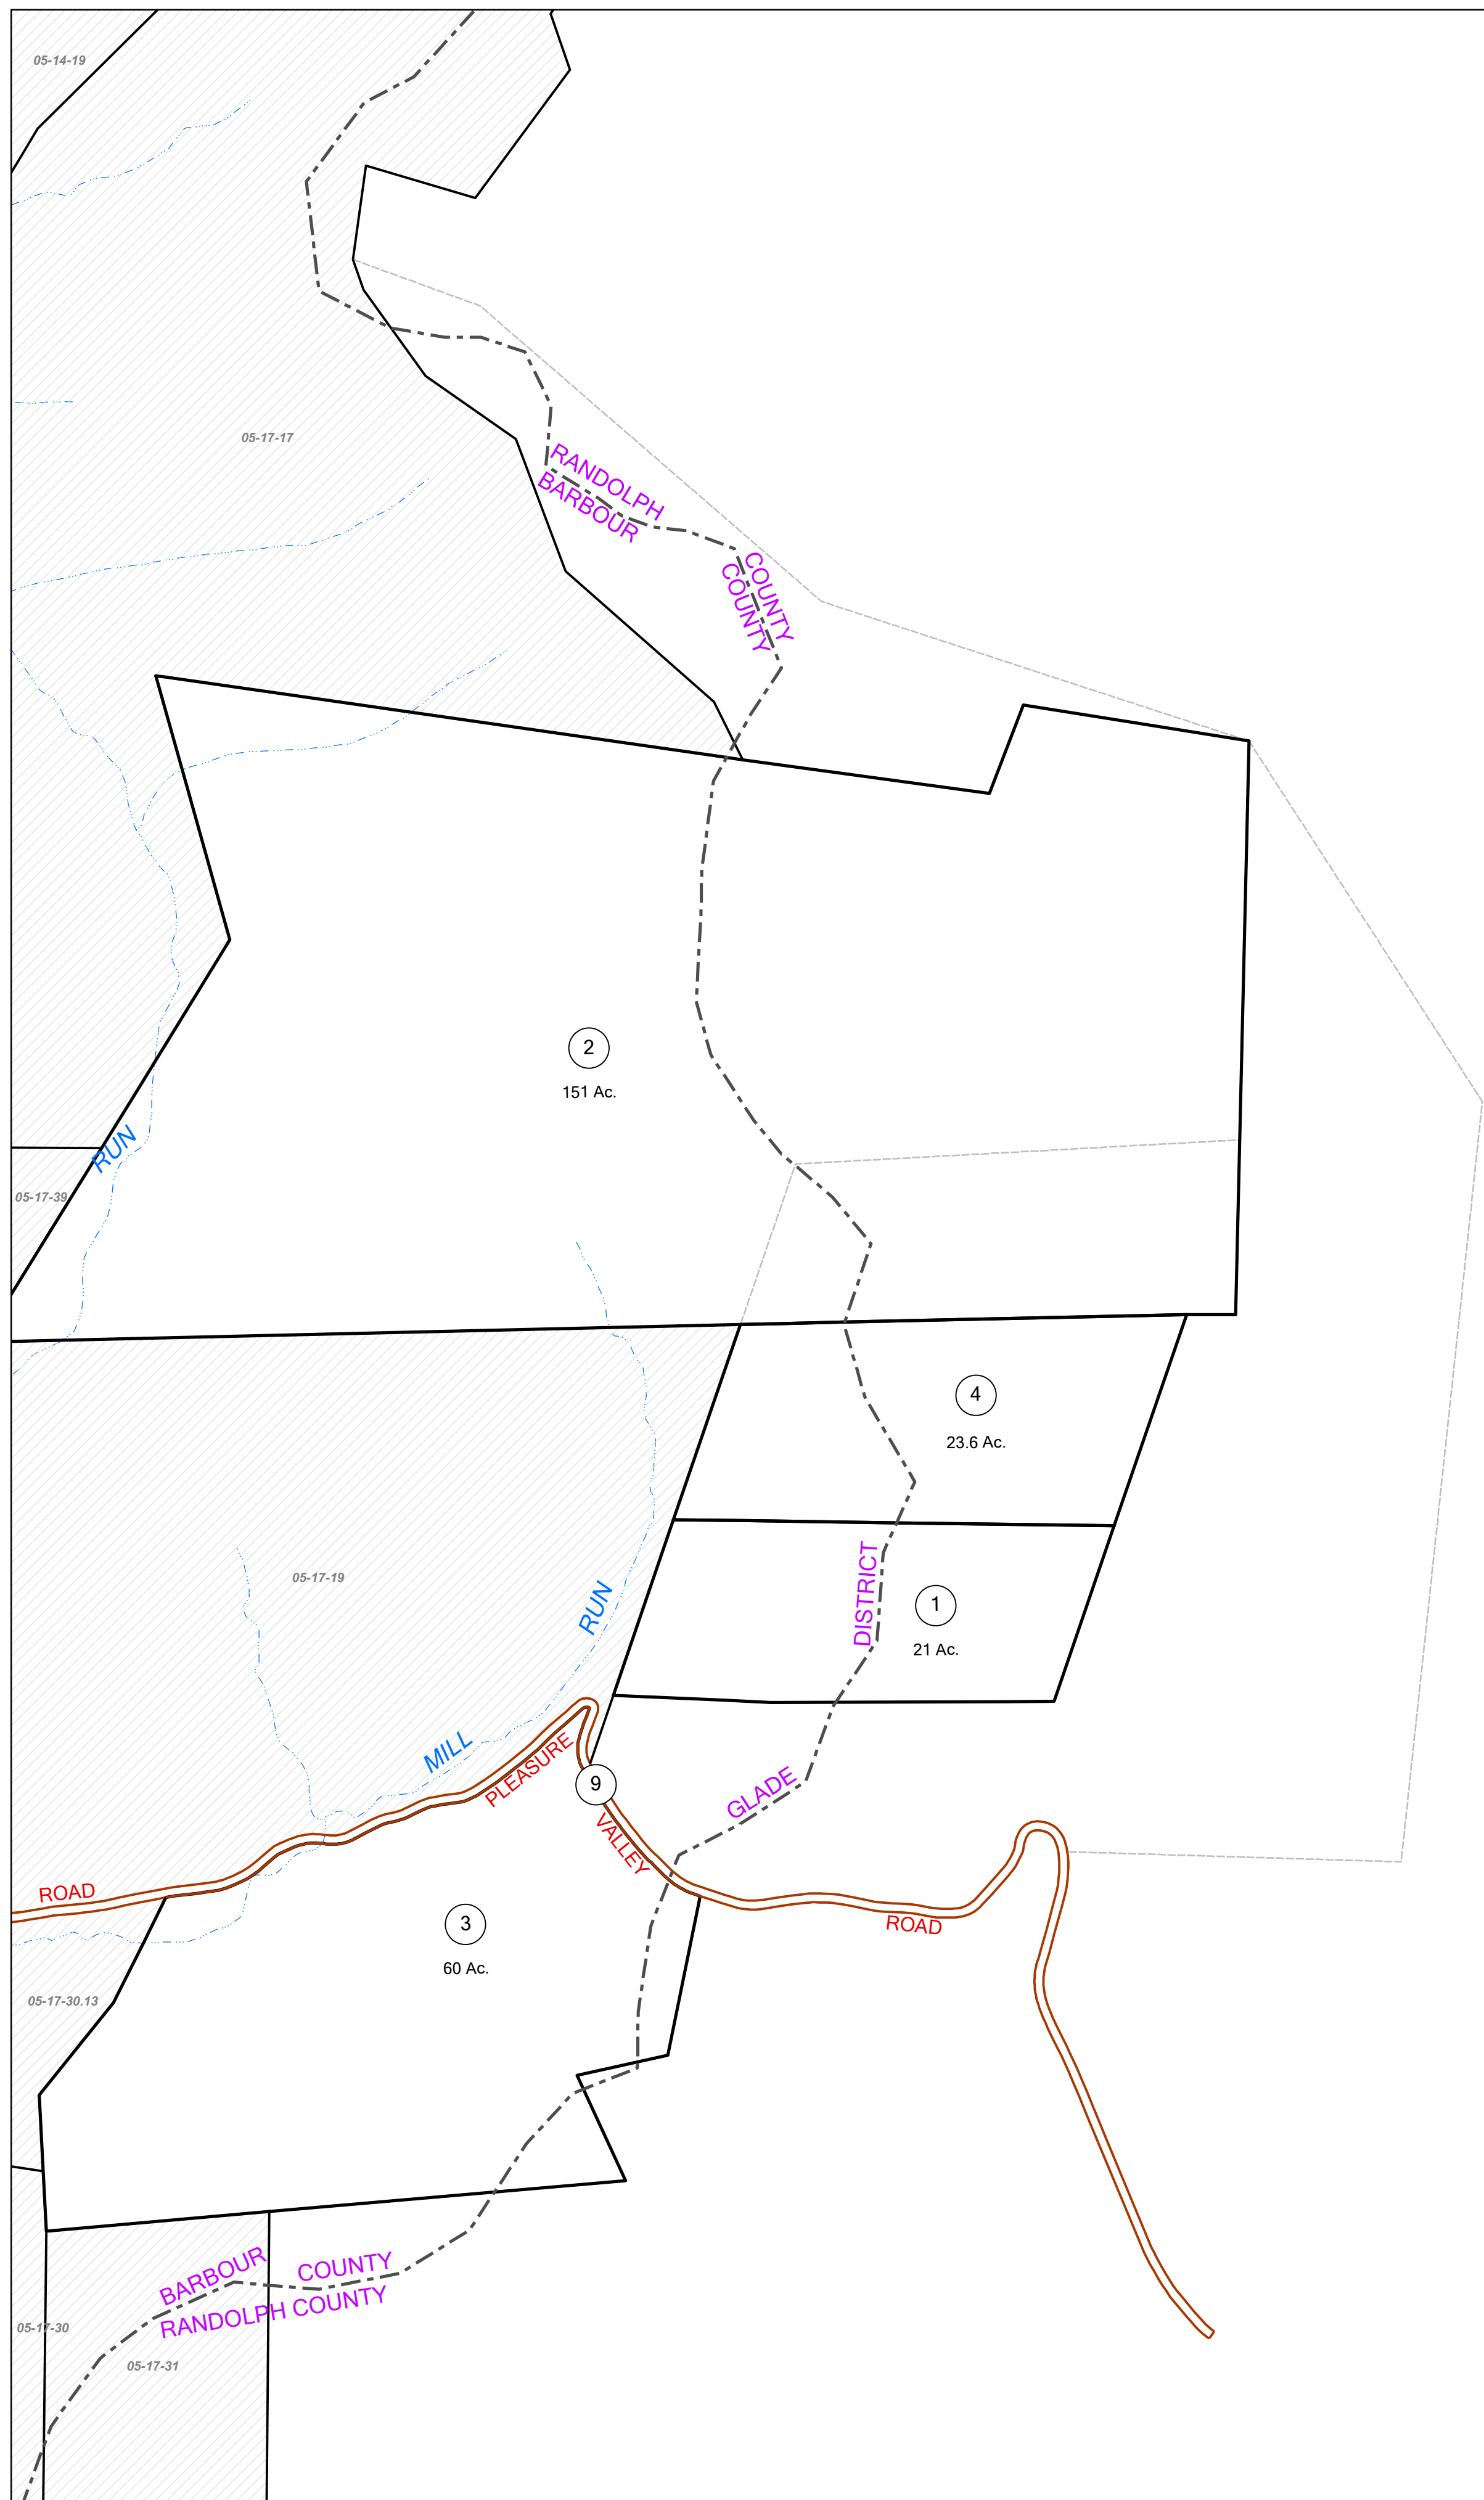 05-14-19
05-17-17
RANDOLPH
BARBOUR
COUNTY
COUNTY
2
151 Ac.
RUN
05-17-39
4
23.6 Ac.
DISTRICT
05-17-19
RUN
1
21 Ac.
MILL
PLEASURE
9
GLADE
VALLEY
ROAD
3
ROAD
60 Ac.
05-17-30.13
BARBOUR
COUNTY
RANDOLPH COUNTY
05-17-30
05-17-31